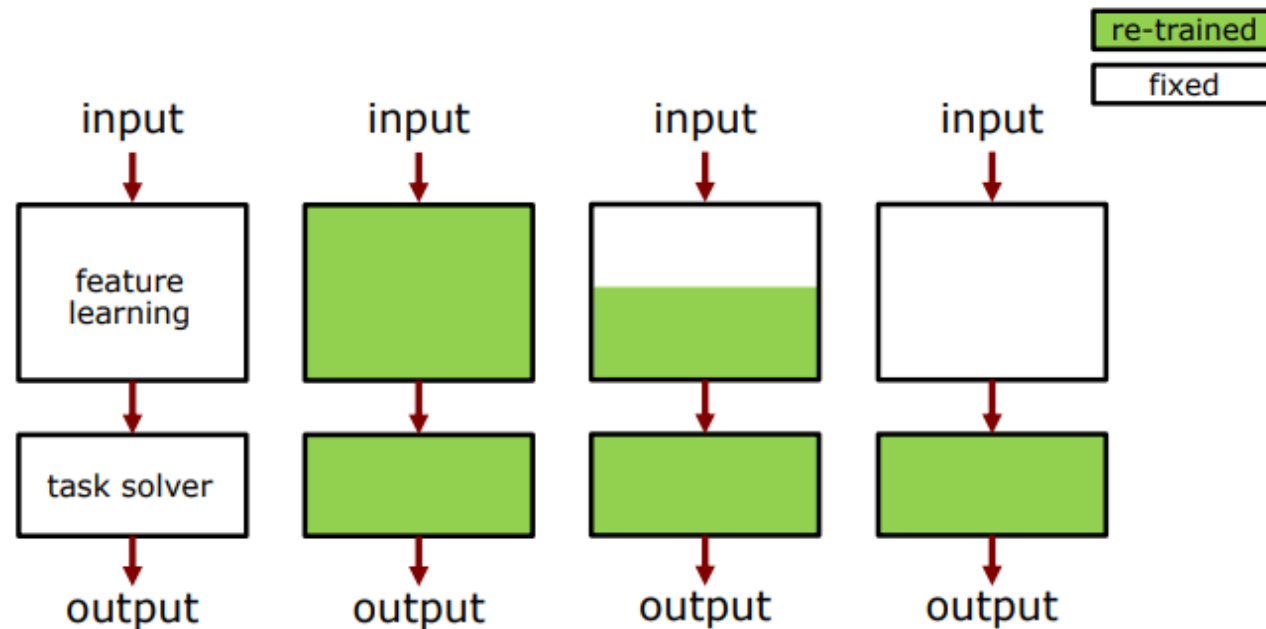 re-trained
fixed
input
input
input
input
feature
learning
task solver
output
output
output
output